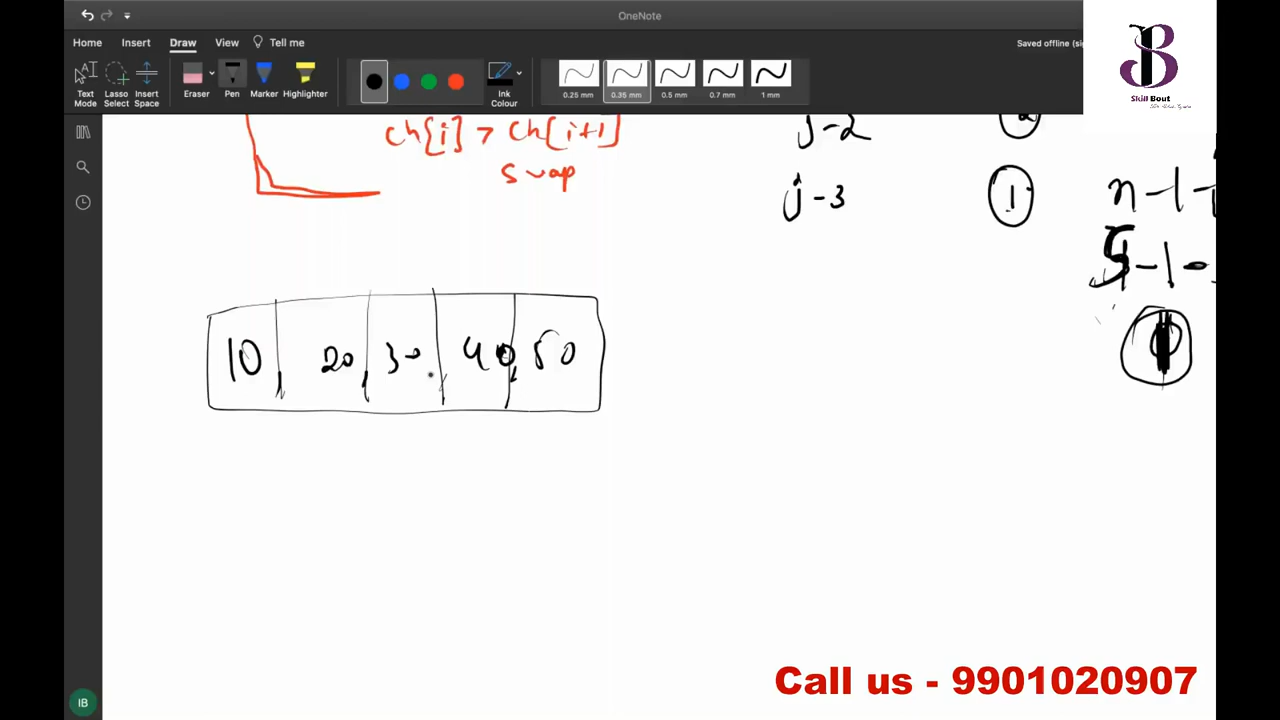 OneNote
Home Insert Draw View Tell me
Saved offline (si
Text Mode
Lasso Select
Insert Space
Eraser
Pen
Marker
Highlighter
Ink Colour
0.25 mm
0.35 mm
0.5 mm
0.7 mm
1 mm
Skill Bout
ch[i] > ch[i+1]
swap
j-2
j-3
1
n-1-
5-1-
10 20 30 40 50
IB
Call us - 9901020907